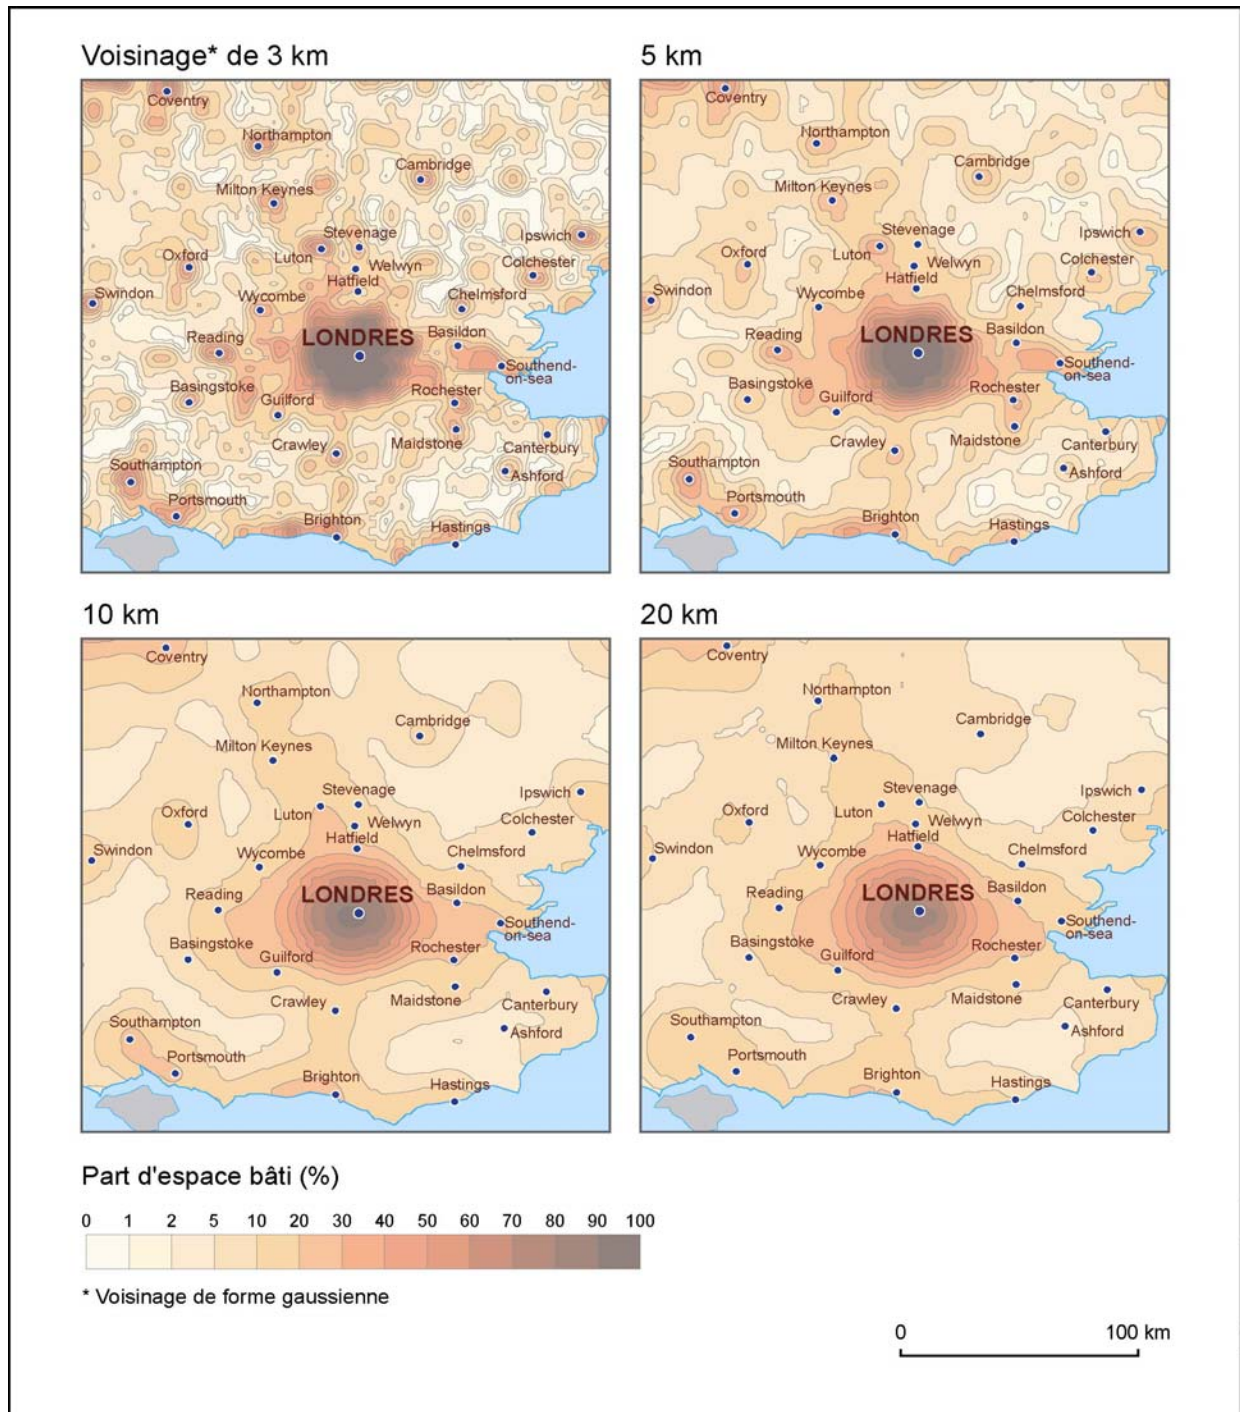 Voisinage* de 3 km
Coventry
Northampton
Cambridge
Milton Keynes
Stevenage
Ipswich
Oxford
Luton
Welwyn
Colchester
Hatfield
Swindon
Wycombe
Chelmsford
Reading
LONDRES
Basildon
Southend-
on-sea
Basingstoke
Guilford
Rochester
Crawley
Maidstone
Canterbury
Southampton
Ashford
Portsmouth
Brighton
Hastings
5 km
Coventry
Northampton
Cambridge
Milton Keynes
Stevenage
Ipswich
Oxford
Luton
Welwyn
Colchester
Hatfield
Swindon
Wycombe
Chelmsford
Reading
LONDRES
Basildon
Southend-
on-sea
Basingstoke
Guilford
Rochester
Crawley
Maidstone
Canterbury
Southampton
Ashford
Portsmouth
Brighton
Hastings
10 km
Coventry
Northampton
Cambridge
Milton Keynes
Stevenage
Ipswich
Oxford
Luton
Welwyn
Colchester
Hatfield
Swindon
Wycombe
Chelmsford
Reading
LONDRES
Basildon
Southend-
on-sea
Basingstoke
Guilford
Rochester
Crawley
Maidstone
Canterbury
Southampton
Ashford
Portsmouth
Brighton
Hastings
20 km
Coventry
Northampton
Cambridge
Milton Keynes
Stevenage
Ipswich
Oxford
Luton
Welwyn
Colchester
Hatfield
Swindon
Wycombe
Chelmsford
Reading
LONDRES
Basildon
Southend-
on-sea
Basingstoke
Guilford
Rochester
Crawley
Maidstone
Canterbury
Southampton
Ashford
Portsmouth
Brighton
Hastings
Part d'espace bâti (%)
0 1 2 5 10 20 30 40 50 60 70 80 90 100
* Voisinage de forme gaussienne
0 100 km